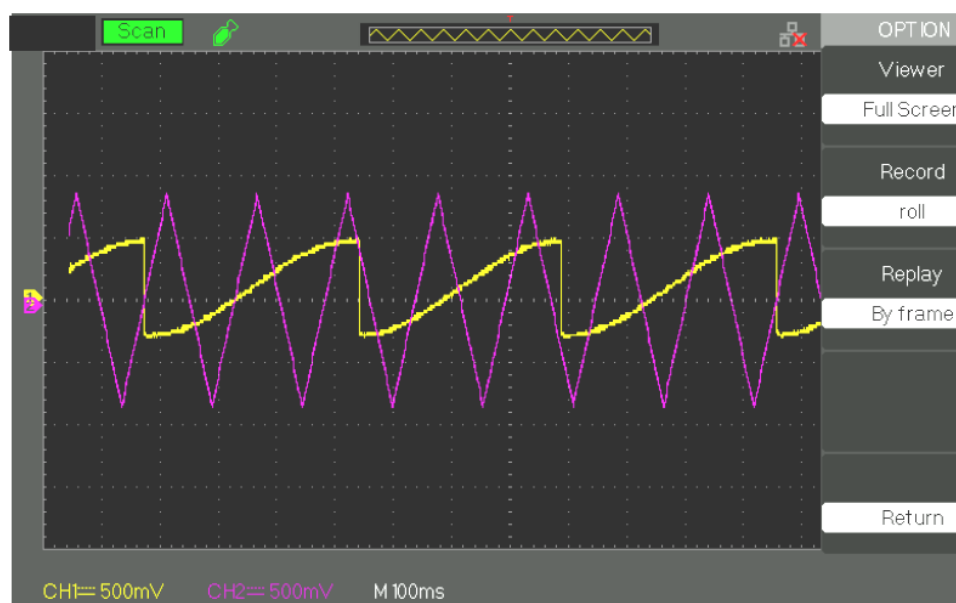 Scan
OPTION
Viewer
Full Screen
Record
roll
Replay
By frame
Return
CH1 500mV
CH2 500mV
M 100ms